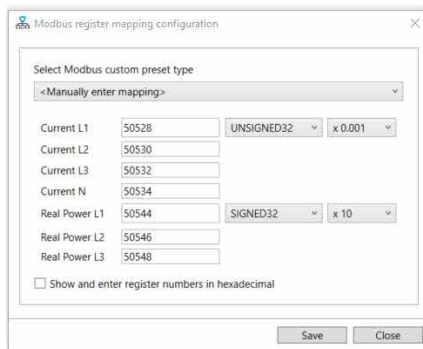 Modbus register mapping configuration
Select Modbus custom preset type
<Manually enter mapping>
Current L1 50528 UNSIGNED32 x 0.001
Current L2 50530
Current L3 50532
Current N 50534
Real Power L1 50544 SIGNED32 x 10
Real Power L2 50546
Real Power L3 50548
Show and enter register numbers in hexadecimal
Save Close